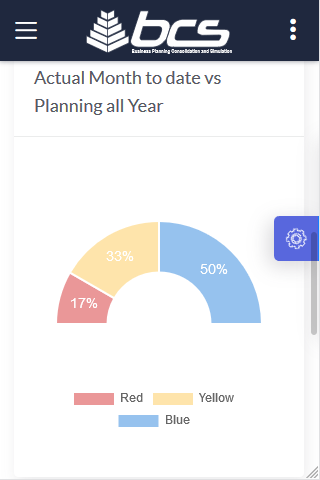 bcs
Business Planning Consolidation and Simulation
Actual Month to date vs
Planning all Year
33%
50%
17%
Red
Yellow
Blue